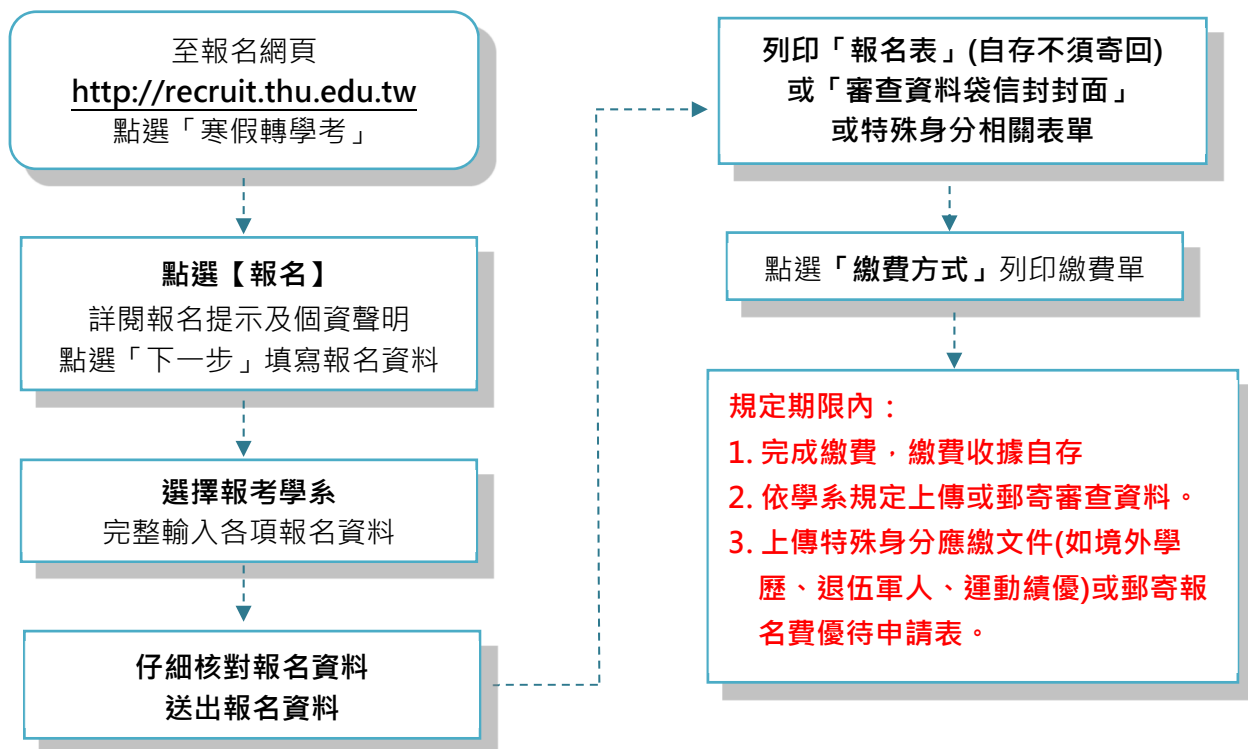 至報名網頁
http://recruit.thu.edu.tw
點選「寒假轉學考」
點選【報名】
詳閱報名提示及個資聲明
點選「下一步」填寫報名資料
選擇報考學系
完整輸入各項報名資料
仔細核對報名資料
送出報名資料
列印「報名表」(自存不須寄回)
或「審查資料袋信封封面」
或特殊身分相關表單
點選「繳費方式」列印繳費單
規定期限內：
1. 完成繳費，繳費收據自存
2. 依學系規定上傳或郵寄審查資料。
3. 上傳特殊身分應繳文件(如境外學
歷、退伍軍人、運動績優)或郵寄報
名費優待申請表。